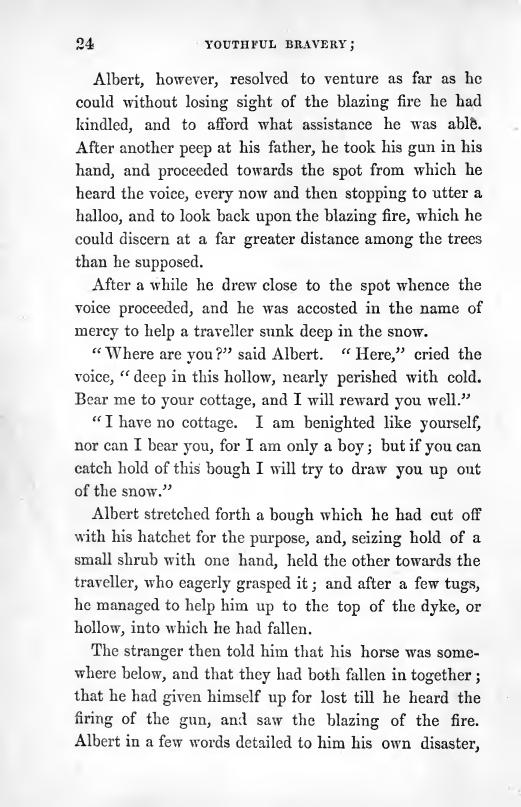 24 YOUTHFUL BRAVERY;
Albert, however, resolved to venture as far as he
could without losing sight of the blazing fire he had
kindled, and to afford what assistance he was able.
After another peep at his father, he took his gun in his
hand, and proceeded towards the spot from which he
heard the voice, every now and then stopping to utter a
halloo, and to look back upon the blazing fire, which he
could discern at a far greater distance among the trees
than he supposed.
After a while he drew close to the spot whence the
voice proceeded, and he was accosted in the name of
mercy to help a traveller sunk deep in the snow.
“ Where are you ?” said Albert. “ Here,” cried the
voice, “ deep in this hollow, nearly perished with cold.
Bear me to your cottage, and I will reward you well.”
“ I have no cottage. I am benighted like yourself,
nor can I bear you, for I am only a boy ; but if you can
catch hold of this bough I will try to draw you up out
of the snow.”
Albert stretched forth a bough which he had cut off
with his hatchet for the purpose, and, seizing hold of a
small shrub with one hand, held the other towards the
traveller, who eagerly grasped it ; and after a few tugs,
he managed to help him up to the top of the dyke, or
hollow, into which he had fallen.
The stranger then told him that his horse was some-
where below, and that they had both fallen in together ;
that he had given himself up for lost till he heard the
firing of the gun, and saw the blazing of the fire.
Albert in a few words detailed to him his own disaster,